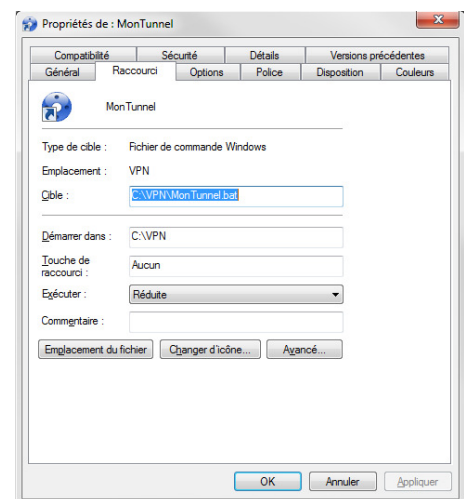 Propriétés de : MonTunnel
Compatibilité Sécurité Détails Versions précédentes
Général Raccourci Options Police Disposition Couleurs
MonTunnel
Type de cible : Fichier de commande Windows
Emplacement : VPN
Cible : C:\VPN\MonTunnel.bat
Démarrer dans : C:\VPN
Touche de
raccourci : Aucun
Exécuter : Réduite
Commentaire :
Emplacement du fichier Changer d'icône... Avancé...
OK Annuler Appliquer